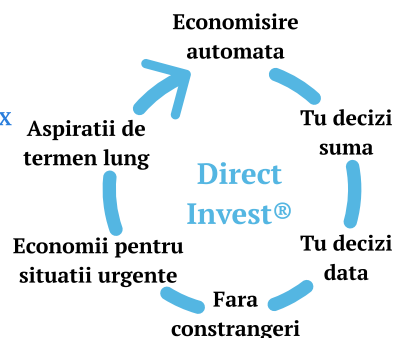 Economisire
automata
Tu decizi
suma
Tu decizi
data
Fara
constrangeri
Economii pentru
situatii urgente
x
Aspiratii de
termen lung
Direct
Invest®